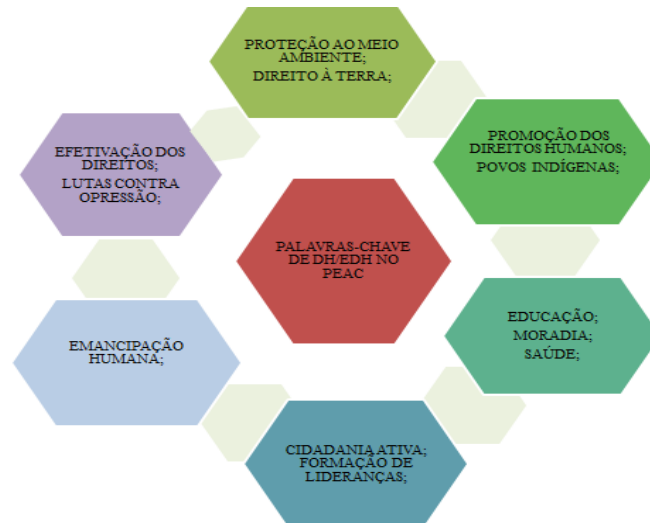 PROTEÇÃO AO MEIO
AMBIENTE;
DIREITO À TERRA;
PROMOÇÃO DOS
DIREITOS HUMANOS;
POVOS INDÍGENAS;
EFETIVAÇÃO DOS
DIREITOS;
LUTAS CONTRA
OPRESSÃO;
PALAVRAS-CHAVE
DE DH/EDH NO
PEAC
EDUCAÇÃO;
MORADIA;
SAÚDE;
EMANCIPAÇÃO
HUMANA;
CIDADANIA ATIVA;
FORMAÇÃO DE
LIDERANÇAS;